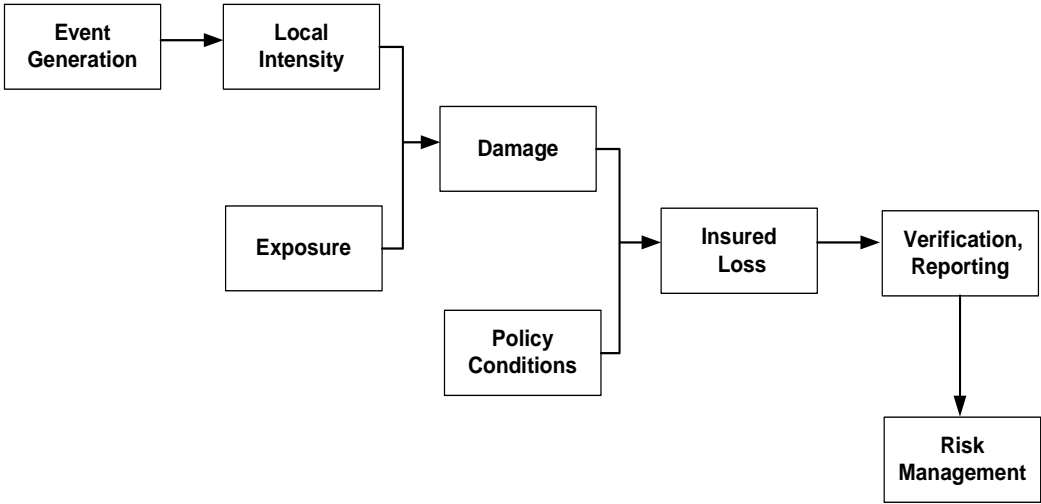 Event
Generation
Local
Intensity
Damage
Exposure
Insured
Loss
Verification,
Reporting
Policy
Conditions
Risk
Management